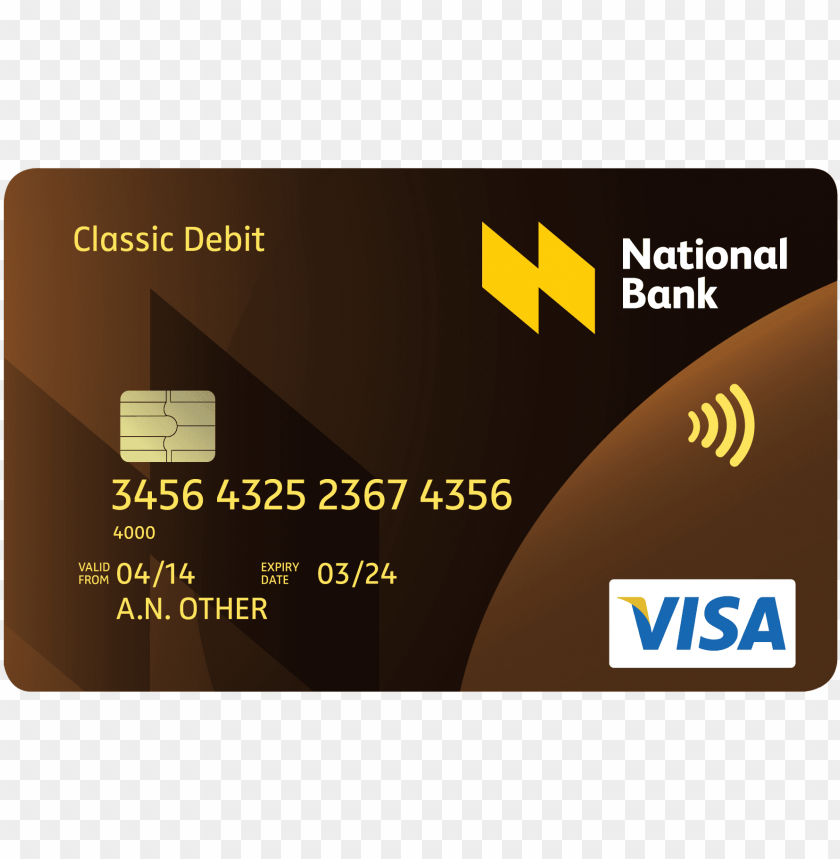 Classic Debit
National
Bank
3456 4325 2367 4356
4000
VALID
FROM 04/14 EXPIRY
DATE 03/24
A.N. OTHER
VISA